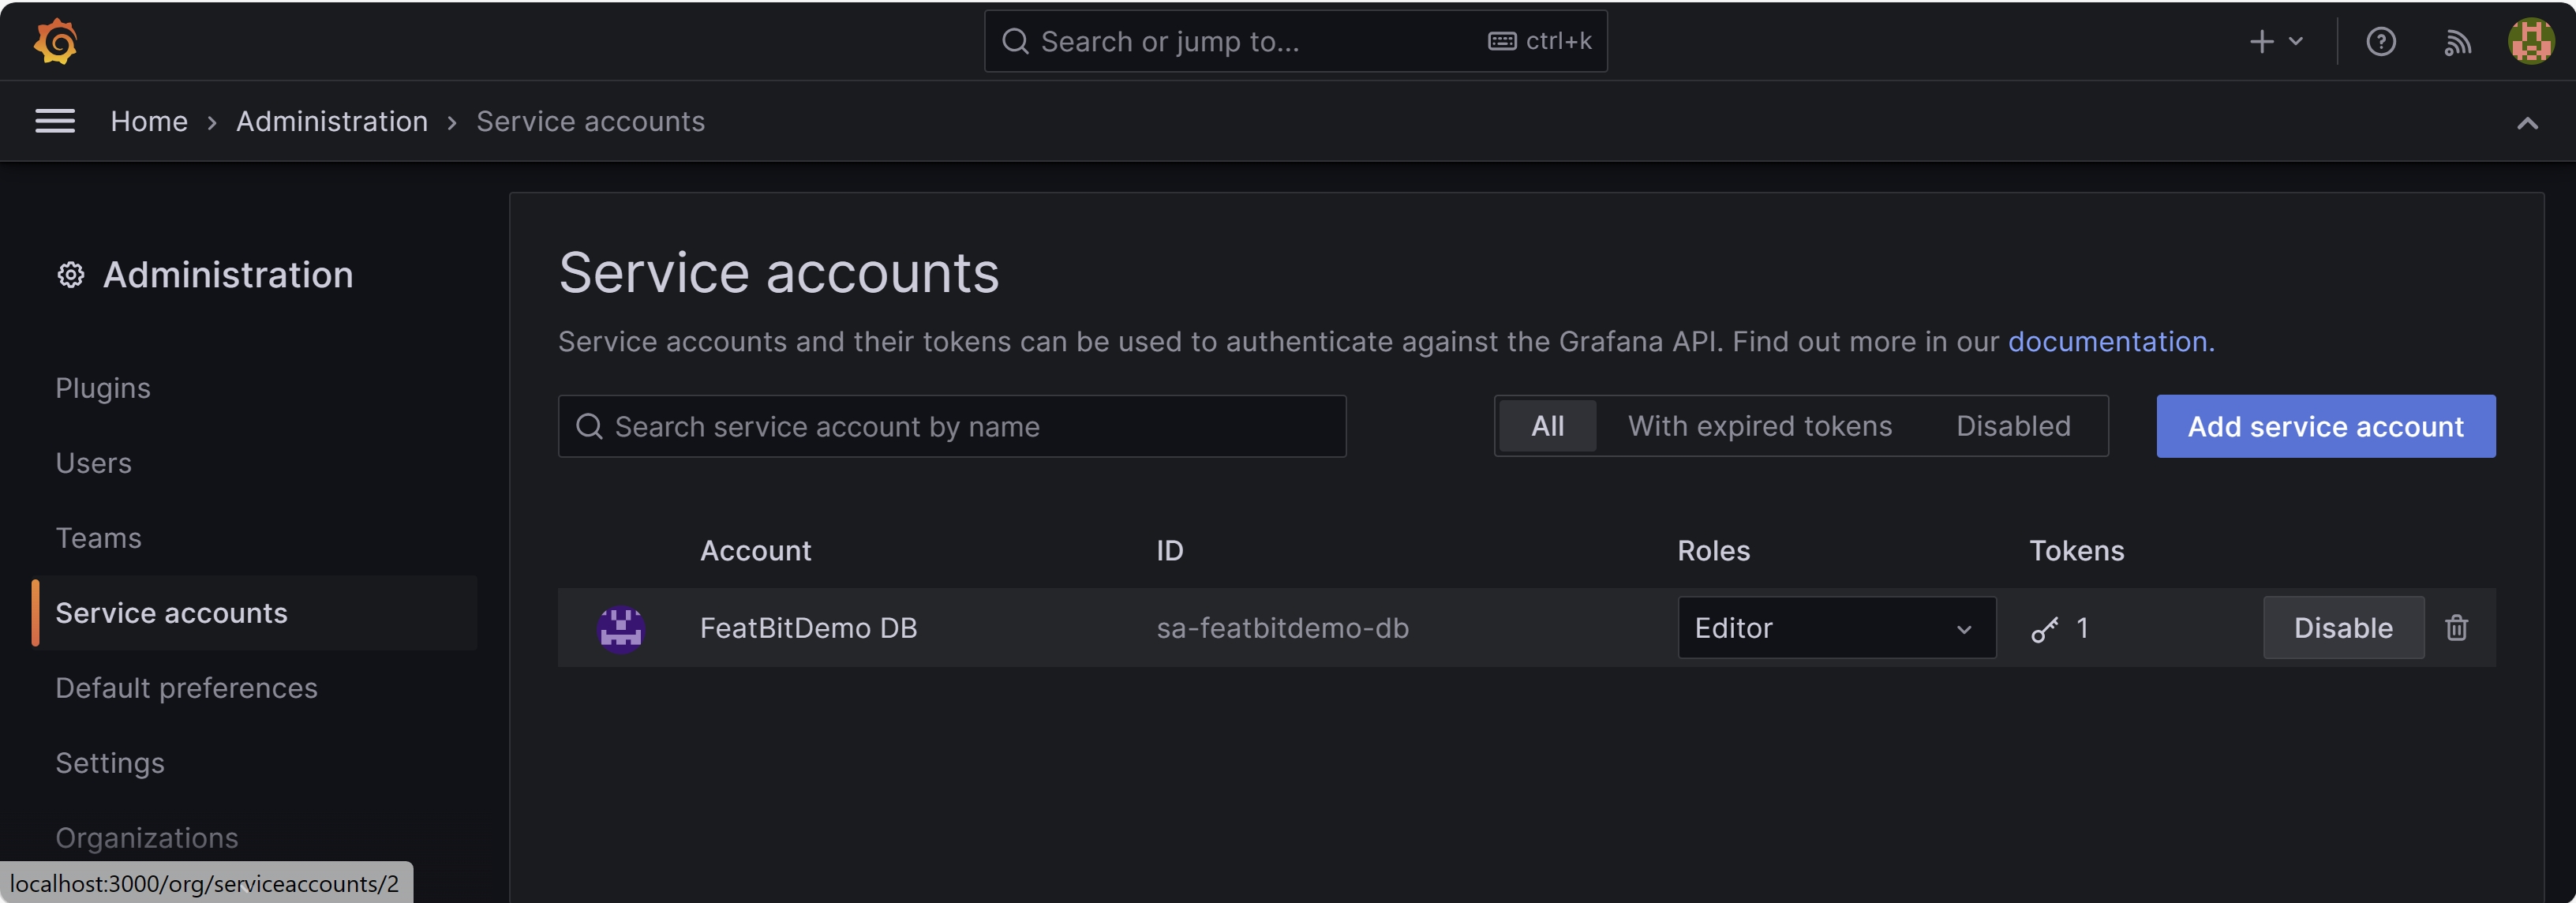 Search or jump to... ctrl+k
Home › Administration › Service accounts
Administration
Plugins
Users
Teams
Service accounts
Default preferences
Settings
Organizations
localhost:3000/org/serviceaccounts/2
Service accounts
Service accounts and their tokens can be used to authenticate against the Grafana API. Find out more in our documentation.
Search service account by name
All With expired tokens Disabled
Add service account
Account ID Roles Tokens
FeatBitDemo DB sa-featbitdemo-db Editor 1 Disable